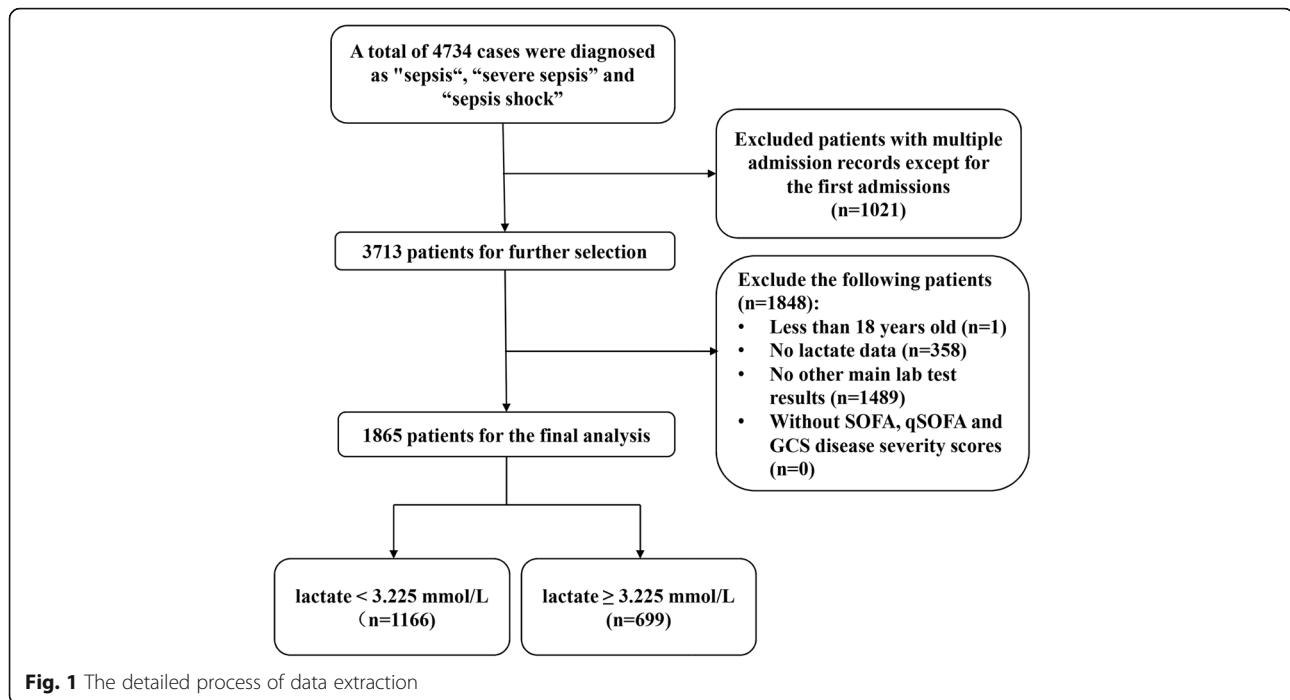 A total of 4734 cases were diagnosed
as "sepsis“, “severe sepsis” and
“sepsis shock”
Excluded patients with multiple
admission records except for
the first admissions
(n=1021)
3713 patients for further selection
Exclude the following patients
(n=1848):
• Less than 18 years old (n=1)
• No lactate data (n=358)
• No other main lab test
results (n=1489)
• Without SOFA, qSOFA and
GCS disease severity scores
(n=0)
1865 patients for the final analysis
lactate < 3.225 mmol/L
（n=1166)
lactate ≥ 3.225 mmol/L
(n=699)
Fig. 1 The detailed process of data extraction